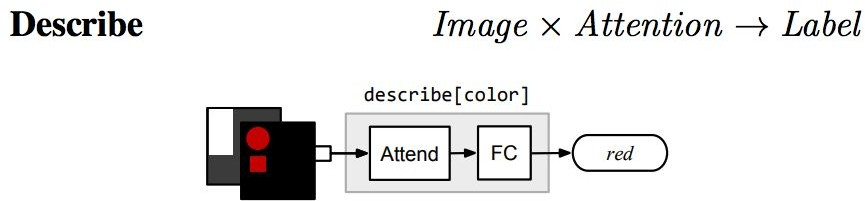 Describe Image × Attention → Label
describe[color]
Attend FC red